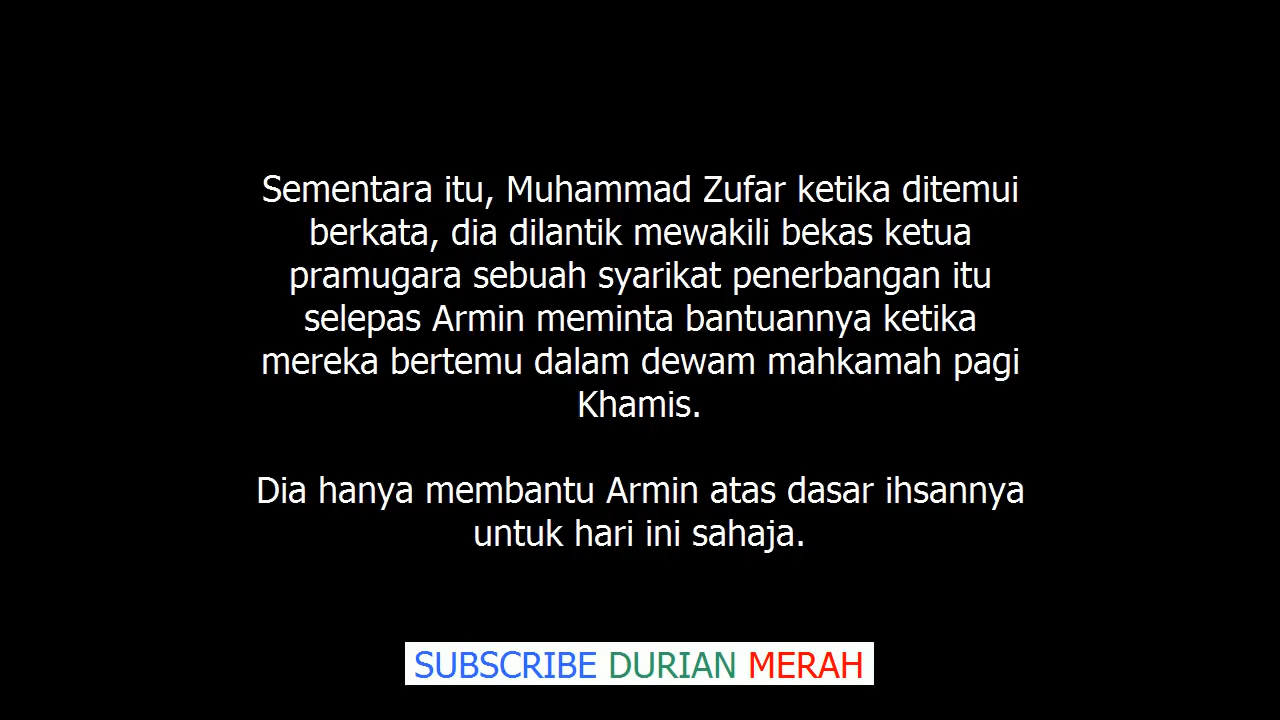 Sementara itu, Muhammad Zufar ketika ditemui
berkata, dia dilantik mewakili bekas ketua
pramugara sebuah syarikat penerbangan itu
selepas Armin meminta bantuannya ketika
mereka bertemu dalam dewam mahkamah pagi
Khamis.
Dia hanya membantu Armin atas dasar ihsannya
untuk hari ini sahaja.
SUBSCRIBE DURIAN MERAH